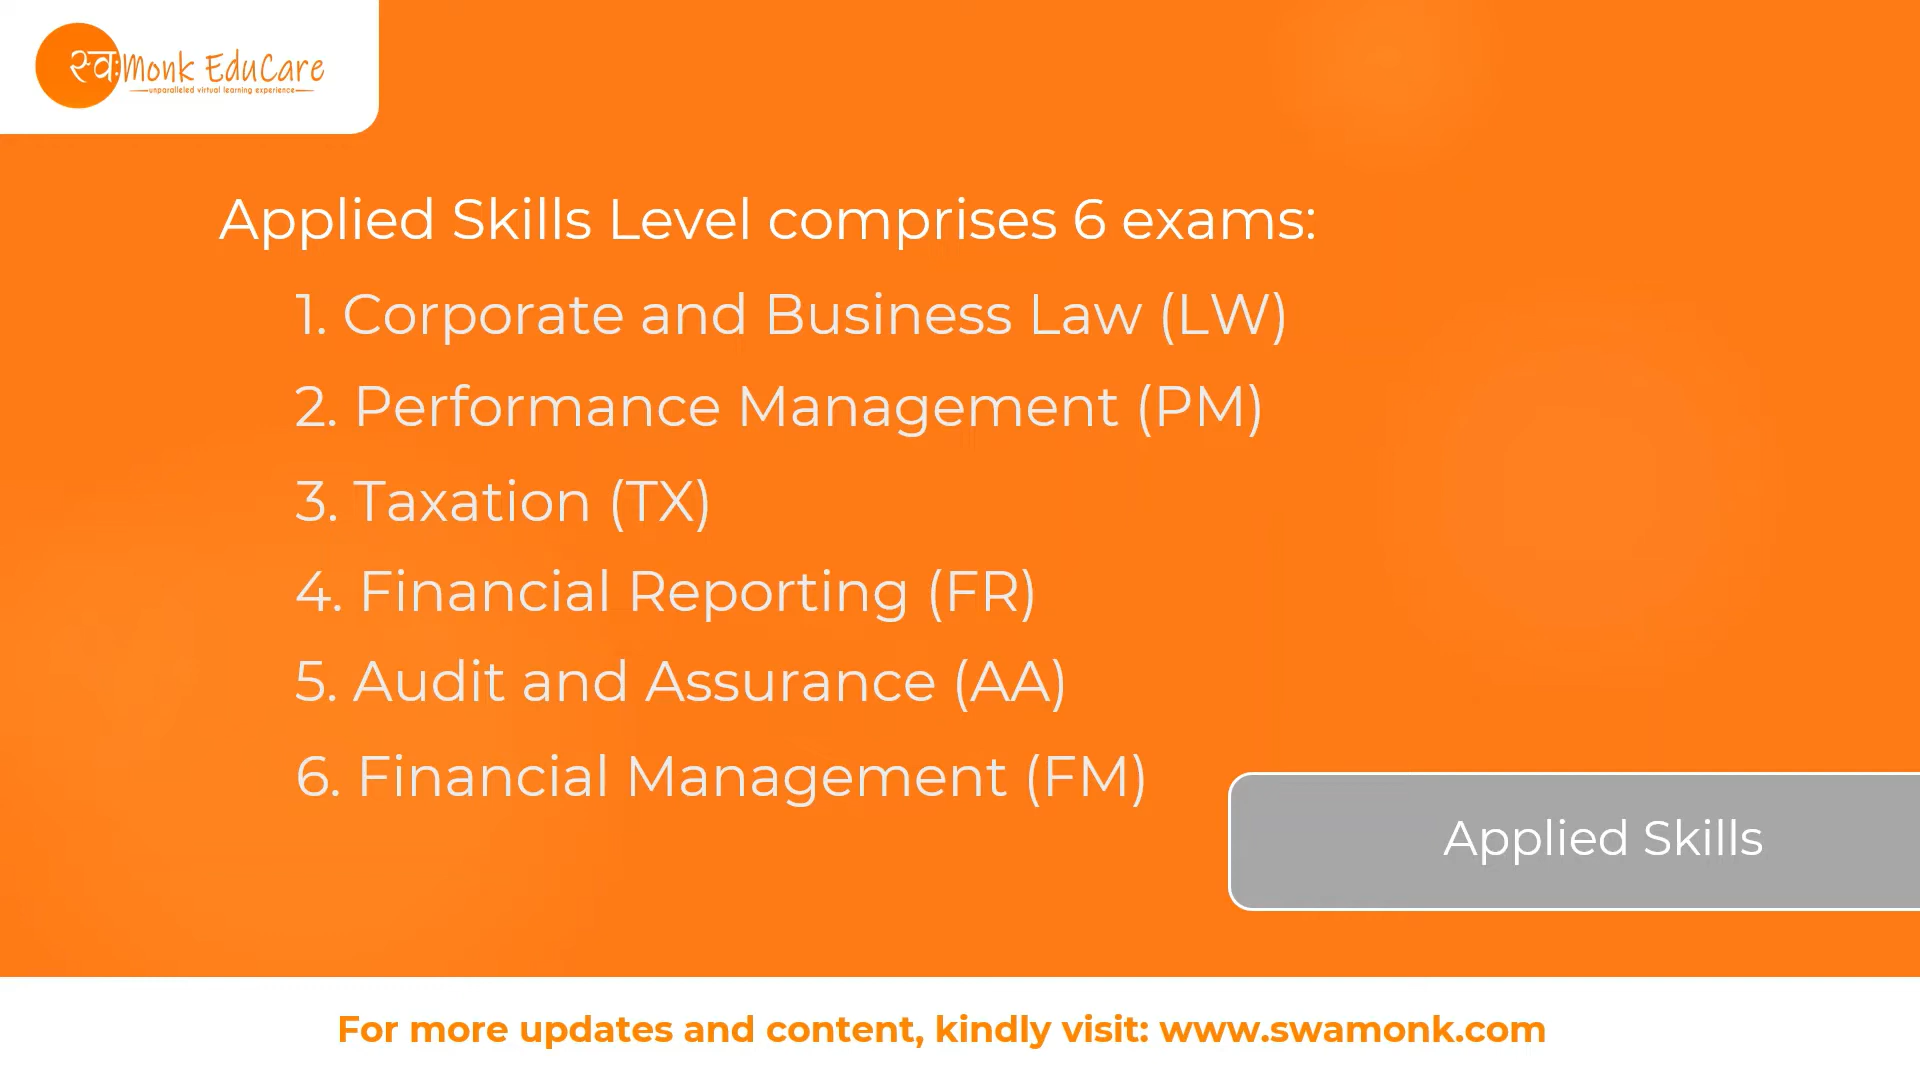 स्व:Monk EduCare
unparalleled virtual learning experience
Applied Skills Level comprises 6 exams:
1. Corporate and Business Law (LW)
2. Performance Management (PM)
3. Taxation (TX)
4. Financial Reporting (FR)
5. Audit and Assurance (AA)
6. Financial Management (FM)
Applied Skills
For more updates and content, kindly visit: www.swamonk.com